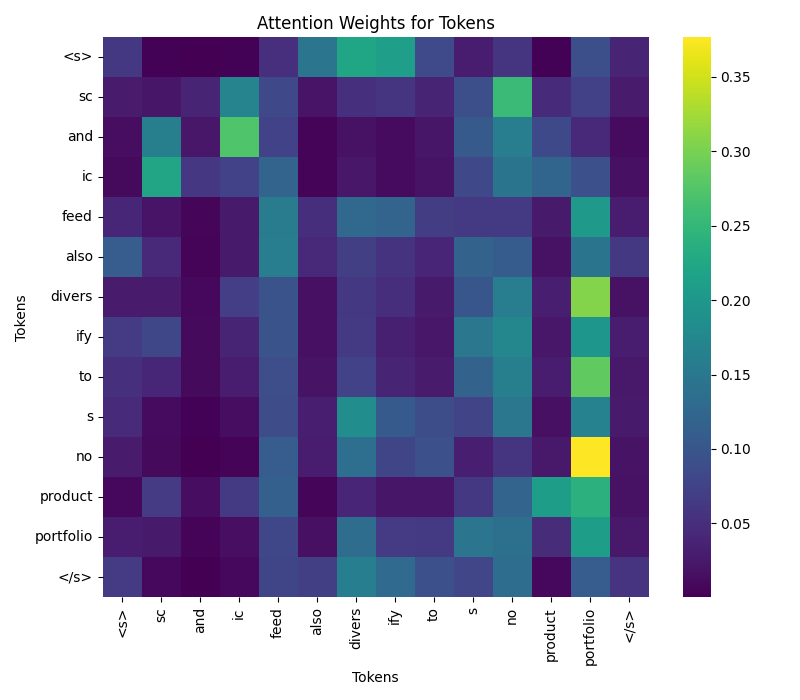 Attention Weights for Tokens
Tokens
<s>
sc
and
ic
feed
also
divers
ify
to
s
no
product
portfolio
</s>
<s>
sc
and
ic
feed
also
divers
ify
to
s
no
product
portfolio
</s>
Tokens
0.35
0.30
0.25
0.20
0.15
0.10
0.05